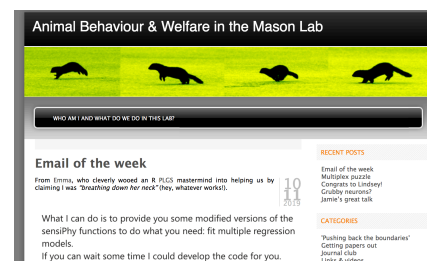 Animal Behaviour & Welfare in the Mason Lab
WHO AM I AND WHAT DO WE DO IN THIS LAB?
Email of the week
From Emma, who cleverly wooed an R PLGS mastermind into helping us by
claiming I was "breathing down her neck" (hey, whatever works!).
10
11
2019
What I can do is to provide you some modified versions of the
sensiPhy functions to do what you need: fit multiple regression
models.
If you can wait some time I could develop the code for you.
RECENT POSTS
Email of the week
Multiplex puzzle
Congrats to Lindsey!
Grubby neurons?
Jamie's great talk
CATEGORIES
'Pushing back the boundaries'
Getting papers out
Journal club
Links & videos